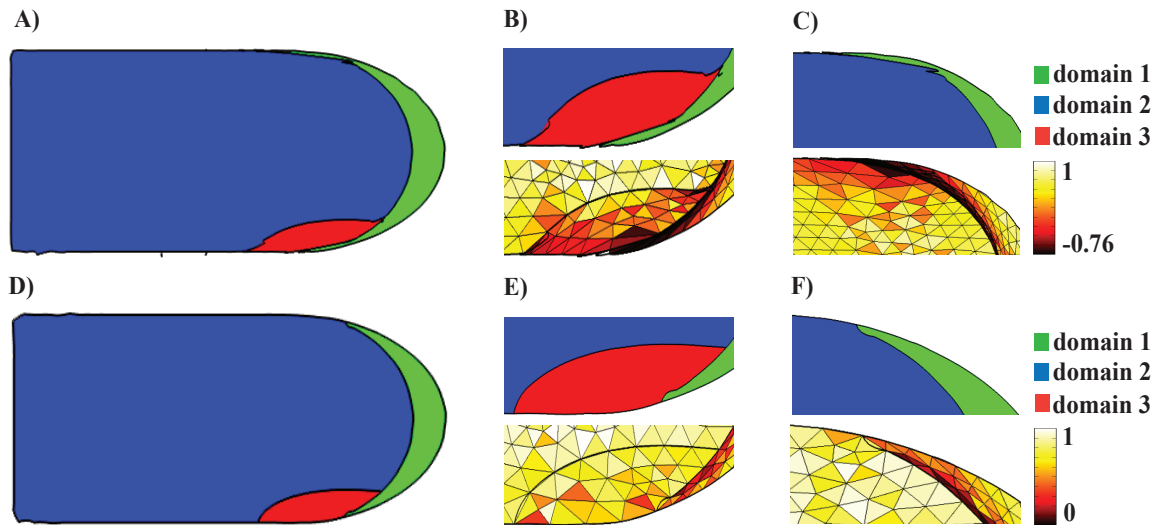 A)
B)
C)
domain 1
domain 2
domain 3
1
-0.76
D)
E)
F)
domain 1
domain 2
domain 3
1
0